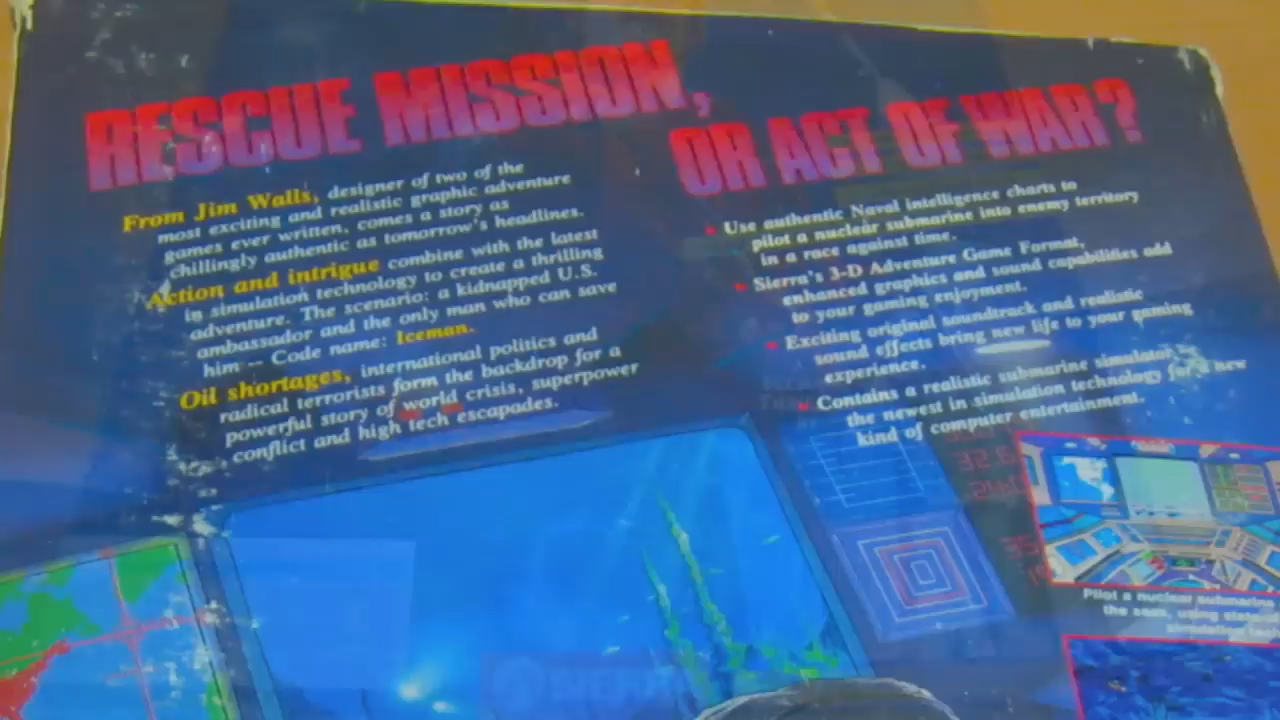 RESCUE MISSION,
OR ACT OF WAR?
From Jim Walls, designer of two of the
most exciting and realistic graphic adventure
games ever written, comes a story as
chillingly authentic as tomorrow's headlines.
Action and intrigue combine with the latest
in simulation technology to create a thrilling
adventure. The scenario: a kidnapped U.S.
ambassador and the only man who can save
him -- Code name: Iceman.
Oil shortages, international politics and
radical terrorists form the backdrop for a
powerful story of world crisis, superpower
conflict and high tech escapades.
Use authentic Naval intelligence charts to
pilot a nuclear submarine into enemy territory
in a race against time.
Sierra's 3-D Adventure Game Format,
enhanced graphics and sound capabilities add
to your gaming enjoyment.
Exciting original soundtrack and realistic
sound effects bring new life to your gaming
experience.
Contains a realistic submarine simulator,
the newest in simulation technology for a new
kind of computer entertainment.
Pilot a nuclear submarine
the seas, using